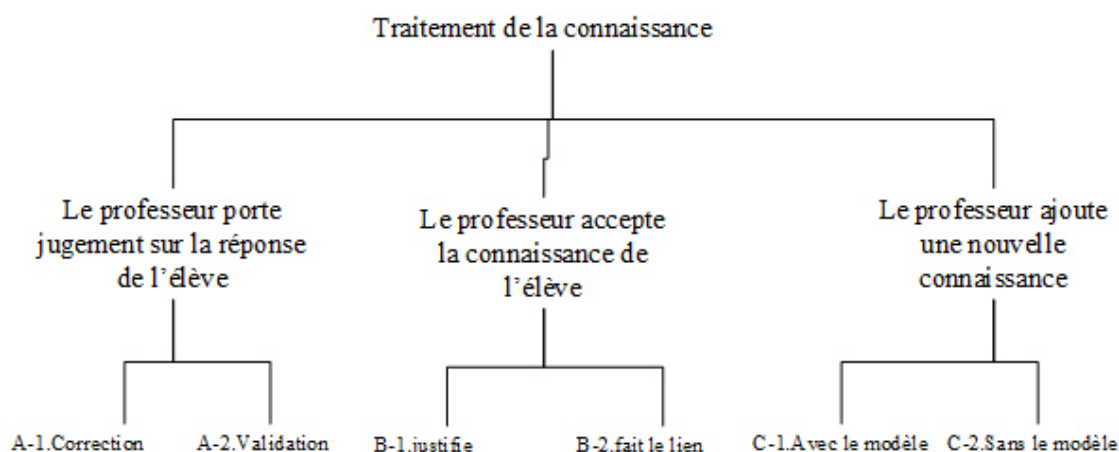 Traitement de la connaissance
Le professeur porte
jugement sur la réponse
de l'élève
Le professeur accepte
la connaissance de
l'élève
Le professeur ajoute
une nouvelle
connaissance
A-1.Correction
A-2.Validation
B-1.justifie
B-2.fait le lien
C-1.Avec le modèle
C-2.Sans le modèle